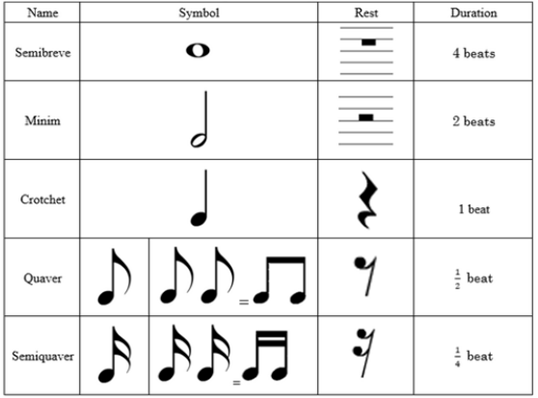 Name Symbol Rest Duration
Semibreve 4 beats
Minim 2 beats
Crotchet 1 beat
Quaver = 1/2 beat
Semiquaver = 1/4 beat